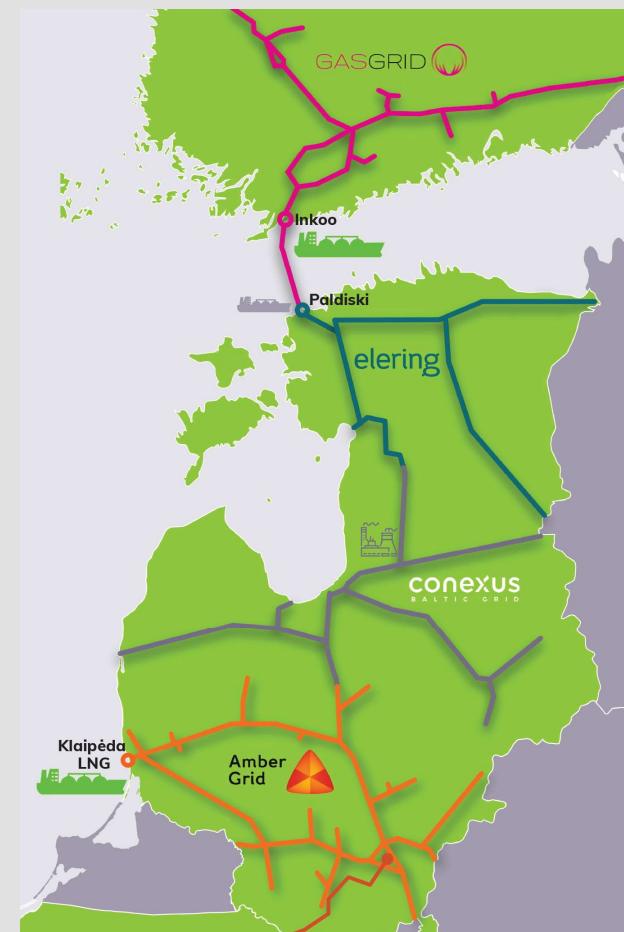 GASGRID
Inkoo
Paldiski
elering
conexus
BALTIC GRID
Klaipėda
LNG
Amber
Grid